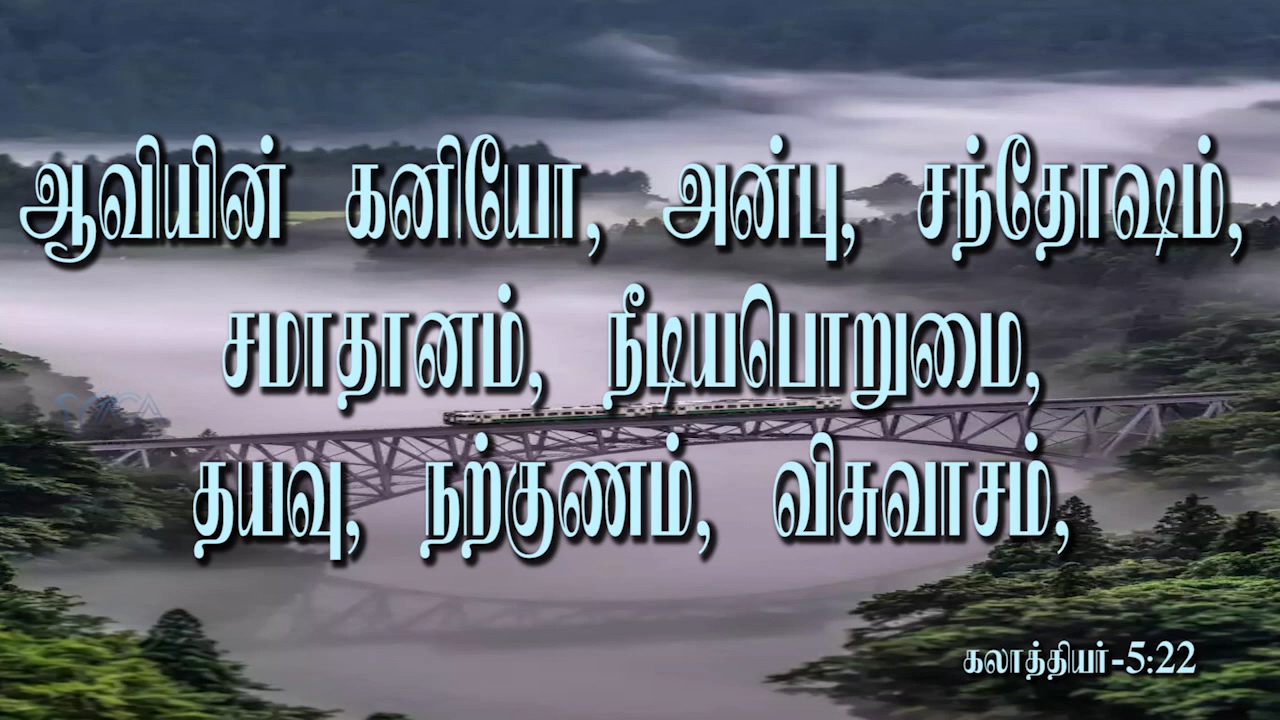 ஆவியின் கனியோ, அன்பு, சந்தோஷம்,
சமாதானம், நீடியபொறுமை,
தயவு, நற்குணம், விசுவாசம்,
கலாத்தியர்-5:22